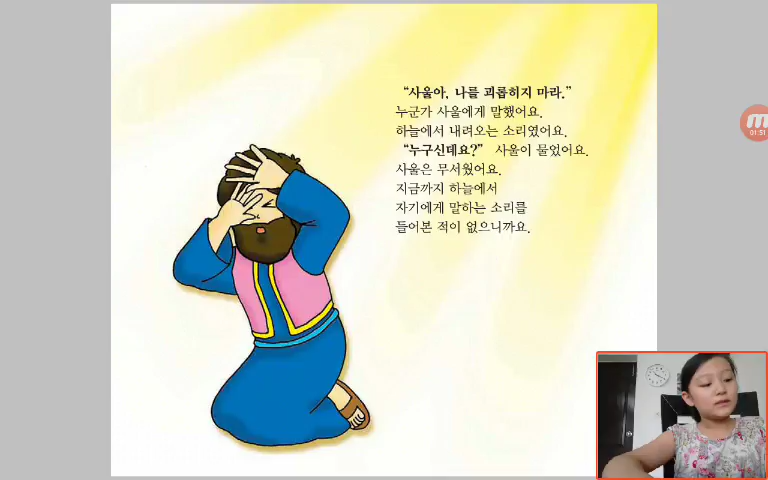 “사울아, 나를 괴롭히지 마라.”
누군가 사울에게 말했어요.
하늘에서 내려오는 소리였어요.
“누구신데요?” 사울이 물었어요.
사울은 무서웠어요.
지금까지 하늘에서
자기에게 말하는 소리를
들어본 적이 없으니까요.
01:51